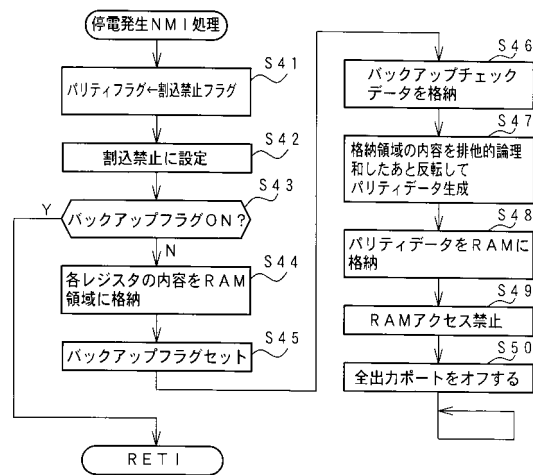 停電発生NMI処理
S41
パリティフラグ←割込禁止フラグ
S42
割込禁止に設定
S43
Y
バックアップフラグON?
N
S44
各レジスタの内容をRAM
領域に格納
S45
バックアップフラグセット
RETI
S46
バックアップチェック
データを格納
S47
格納領域の内容を排他的論理
和したあと反転して
パリティデータ生成
S48
パリティデータをRAMに
格納
S49
RAMアクセス禁止
S50
全出力ポートをオフする